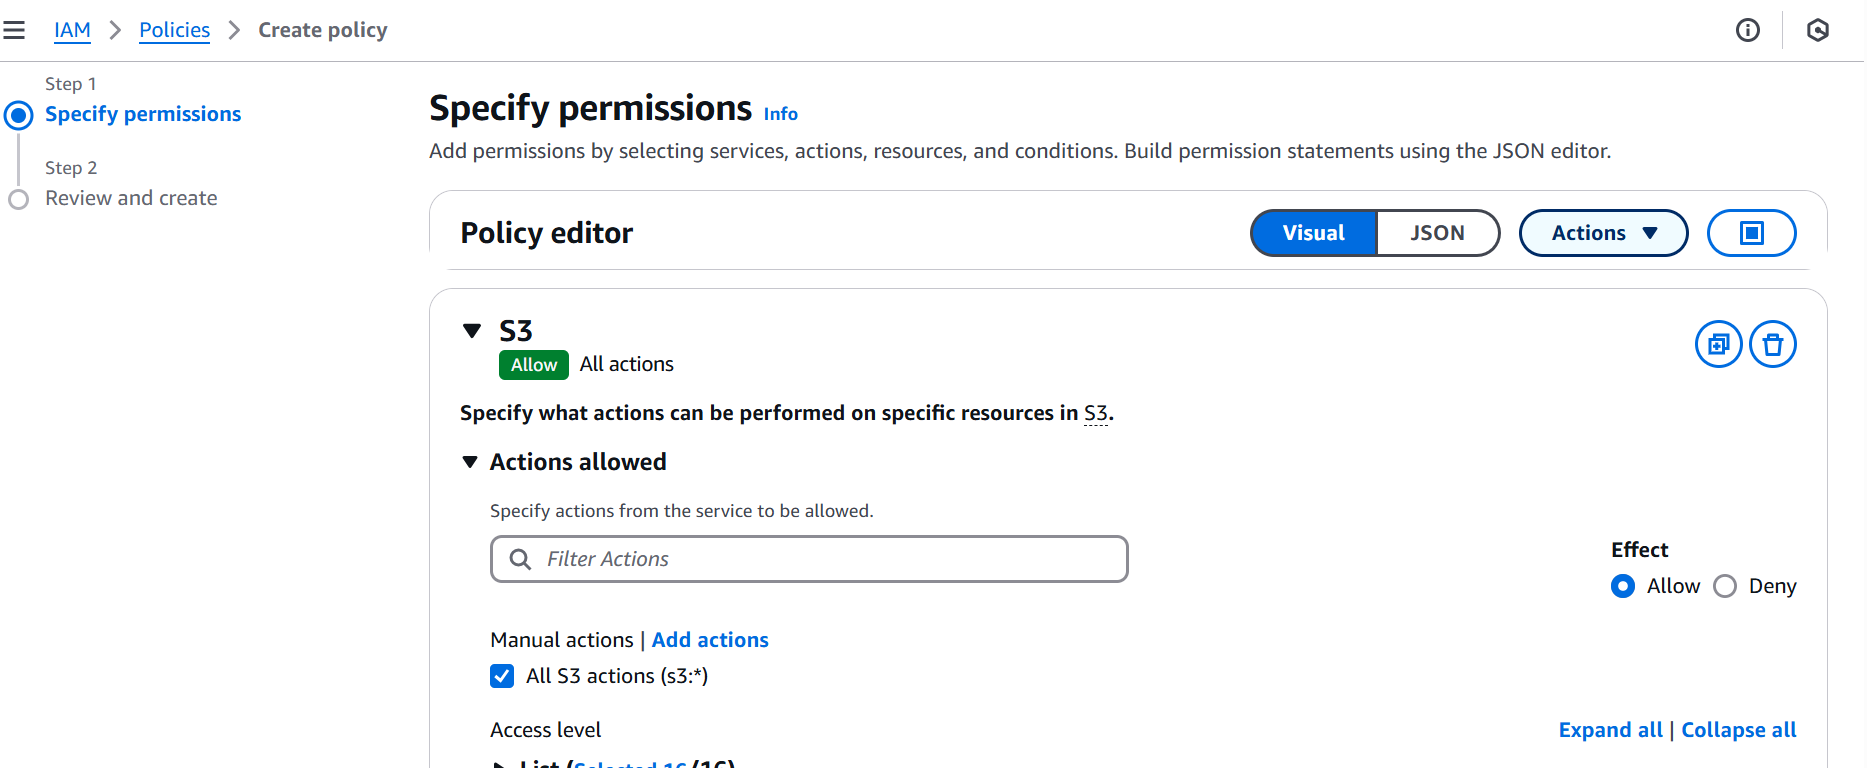 IAM > Policies > Create policy
Step 1
Specify permissions
Step 2
Review and create
Specify permissions Info
Add permissions by selecting services, actions, resources, and conditions. Build permission statements using the JSON editor.
Policy editor
Visual JSON Actions
S3
Allow All actions
Specify what actions can be performed on specific resources in S3.
Actions allowed
Specify actions from the service to be allowed.
Filter Actions
Effect
Allow Deny
Manual actions | Add actions
All S3 actions (s3:*)
Access level
Expand all | Collapse all
List (Selected 16/16)